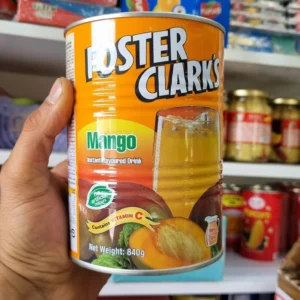 FOSTER
CLARK'S
Mango
Instant Flavoured Drink
Contains VITAMIN C
Net Weight: 840g